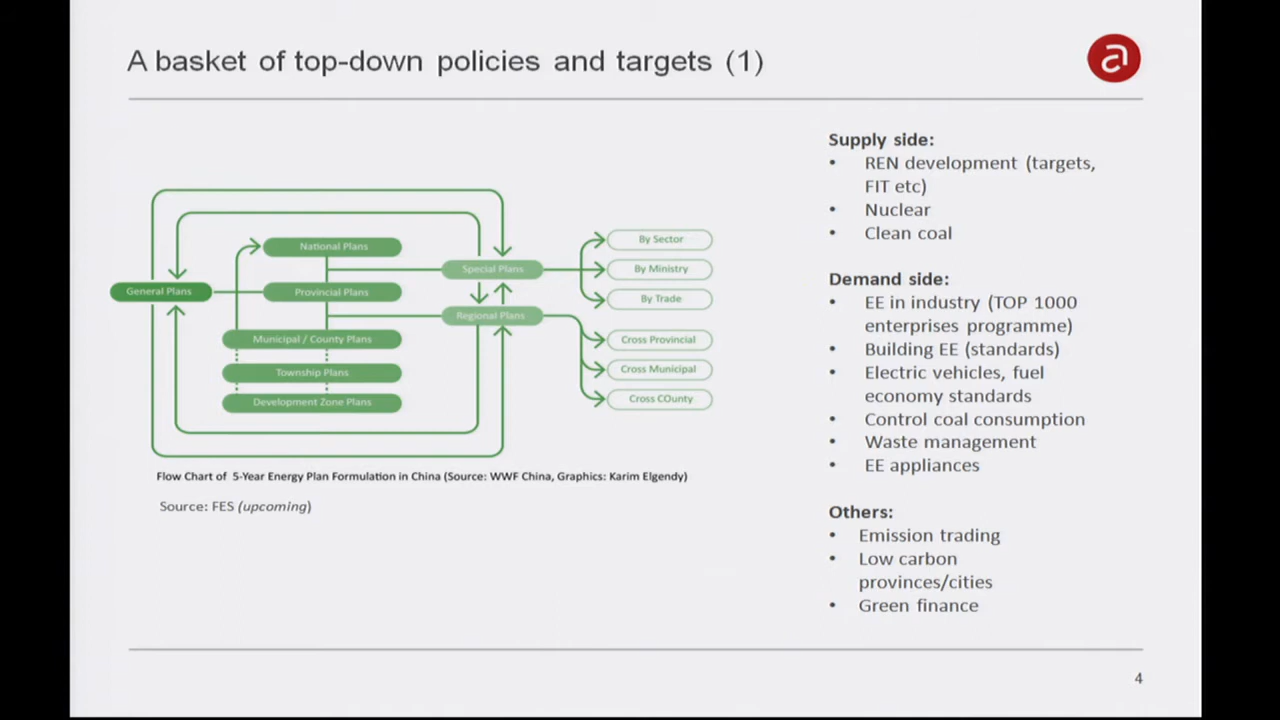 A basket of top-down policies and targets (1)
National Plans
General Plans
Provincial Plans
Municipal / County Plans
Township Plans
Development Zone Plans
Special Plans
Regional Plans
By Sector
By Ministry
By Trade
Cross Provincial
Cross Municipal
Cross COunty
Flow Chart of 5-Year Energy Plan Formulation in China (Source: WWF China, Graphics: Karim Elgendy)
Source: FES (upcoming)
Supply side:
• REN development (targets,
FIT etc)
• Nuclear
• Clean coal
Demand side:
• EE in industry (TOP 1000
enterprises programme)
• Building EE (standards)
• Electric vehicles, fuel
economy standards
• Control coal consumption
• Waste management
• EE appliances
Others:
• Emission trading
• Low carbon
provinces/cities
• Green finance
4